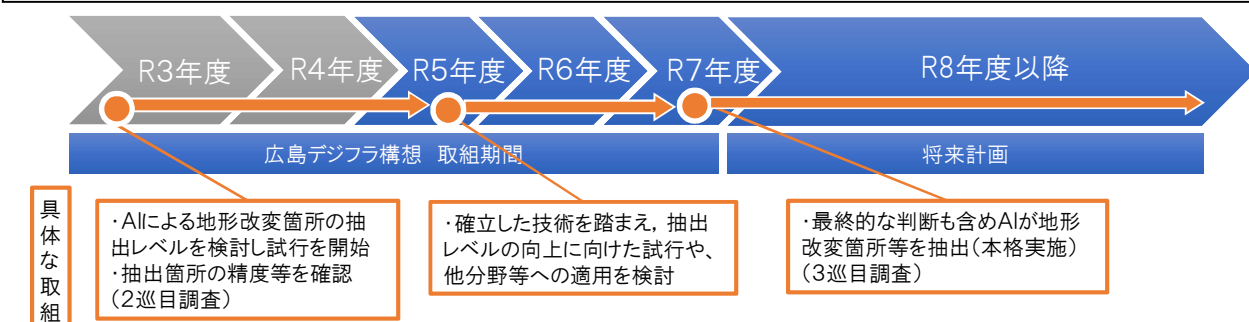 R3年度
R4年度
R5年度
R6年度
R7年度
R8年度以降
広島デジフラ構想 取組期間
将来計画
具体な取組
・AIによる地形改変箇所の抽
出レベルを検討し試行を開始
・抽出箇所の精度等を確認
（2巡目調査）
・確立した技術を踏まえ，抽出
レベルの向上に向けた試行や、
他分野等への適用を検討
・最終的な判断も含めAIが地形
改変箇所等を抽出（本格実施）
（3巡目調査）